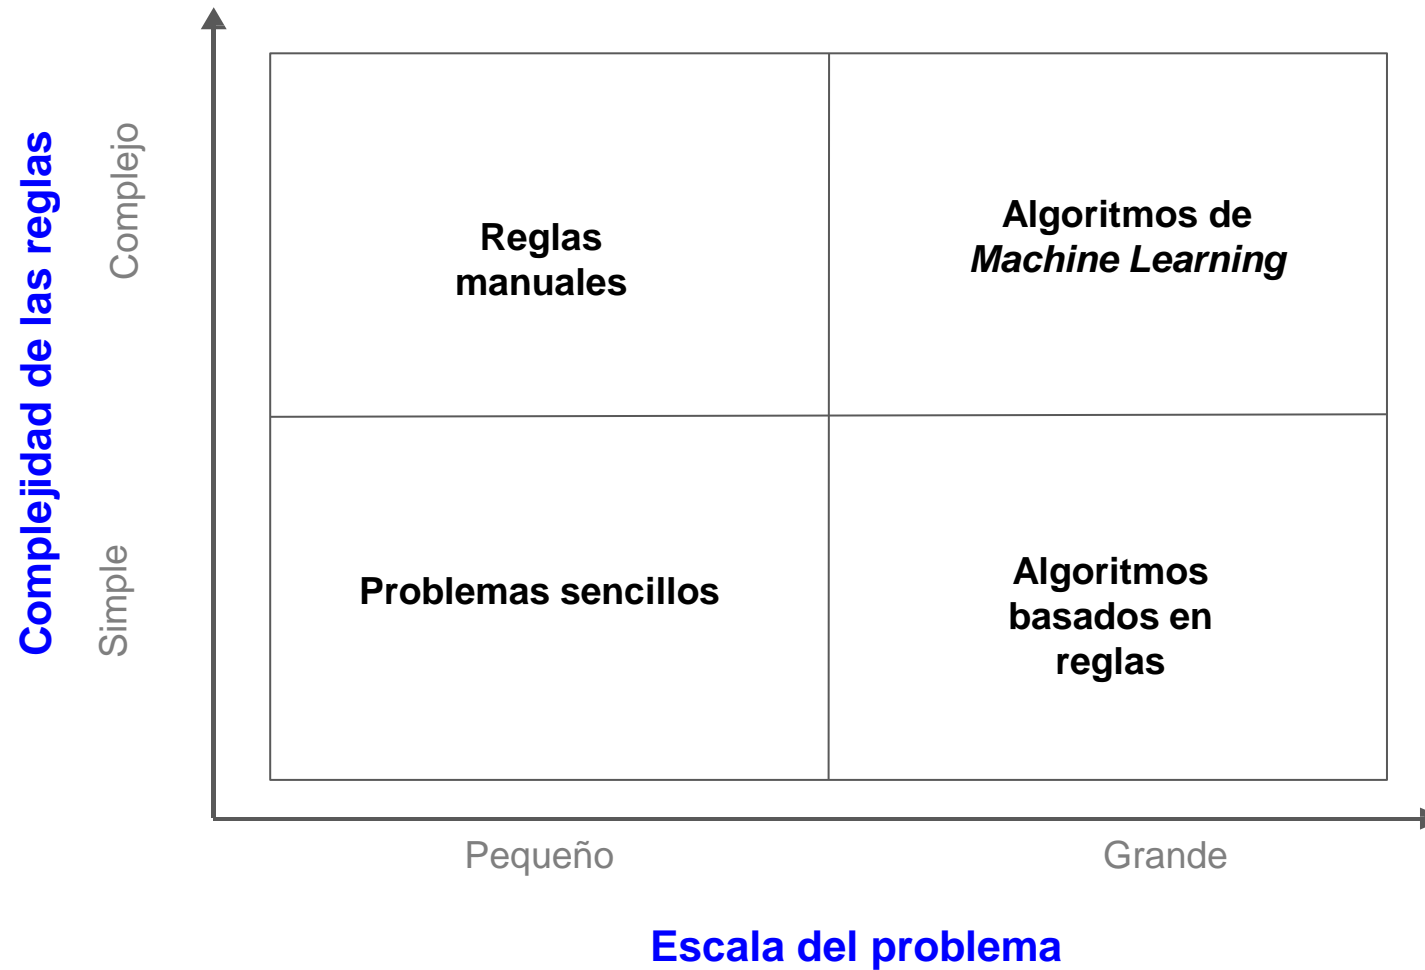 Complejidad de las reglas
Complejo
Simple
Reglas
manuales
Algoritmos de
Machine Learning
Problemas sencillos
Algoritmos
basados en
reglas
Pequeño
Grande
Escala del problema